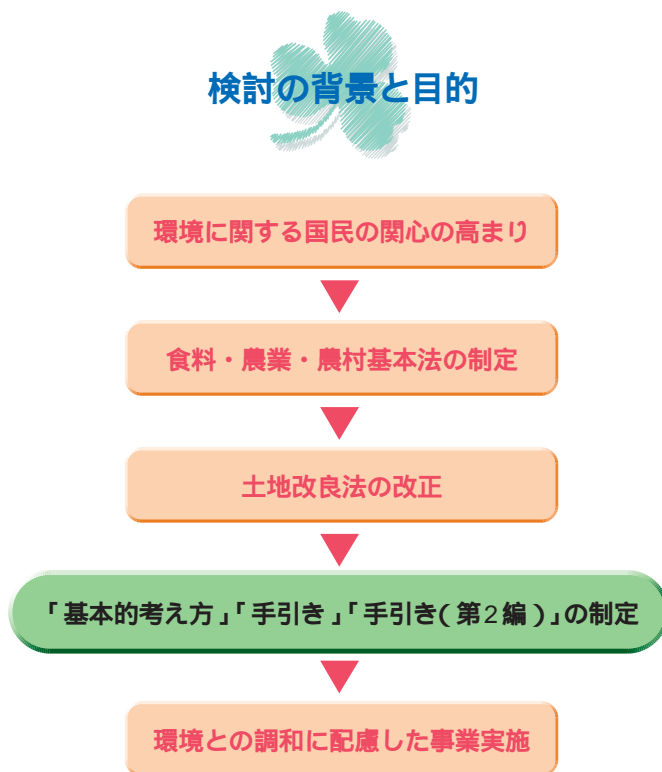 検討の背景と目的
環境に関する国民の関心の高まり
食料・農業・農村基本法の制定
土地改良法の改正
「基本的考え方」「手引き」「手引き(第2編)」の制定
環境との調和に配慮した事業実施